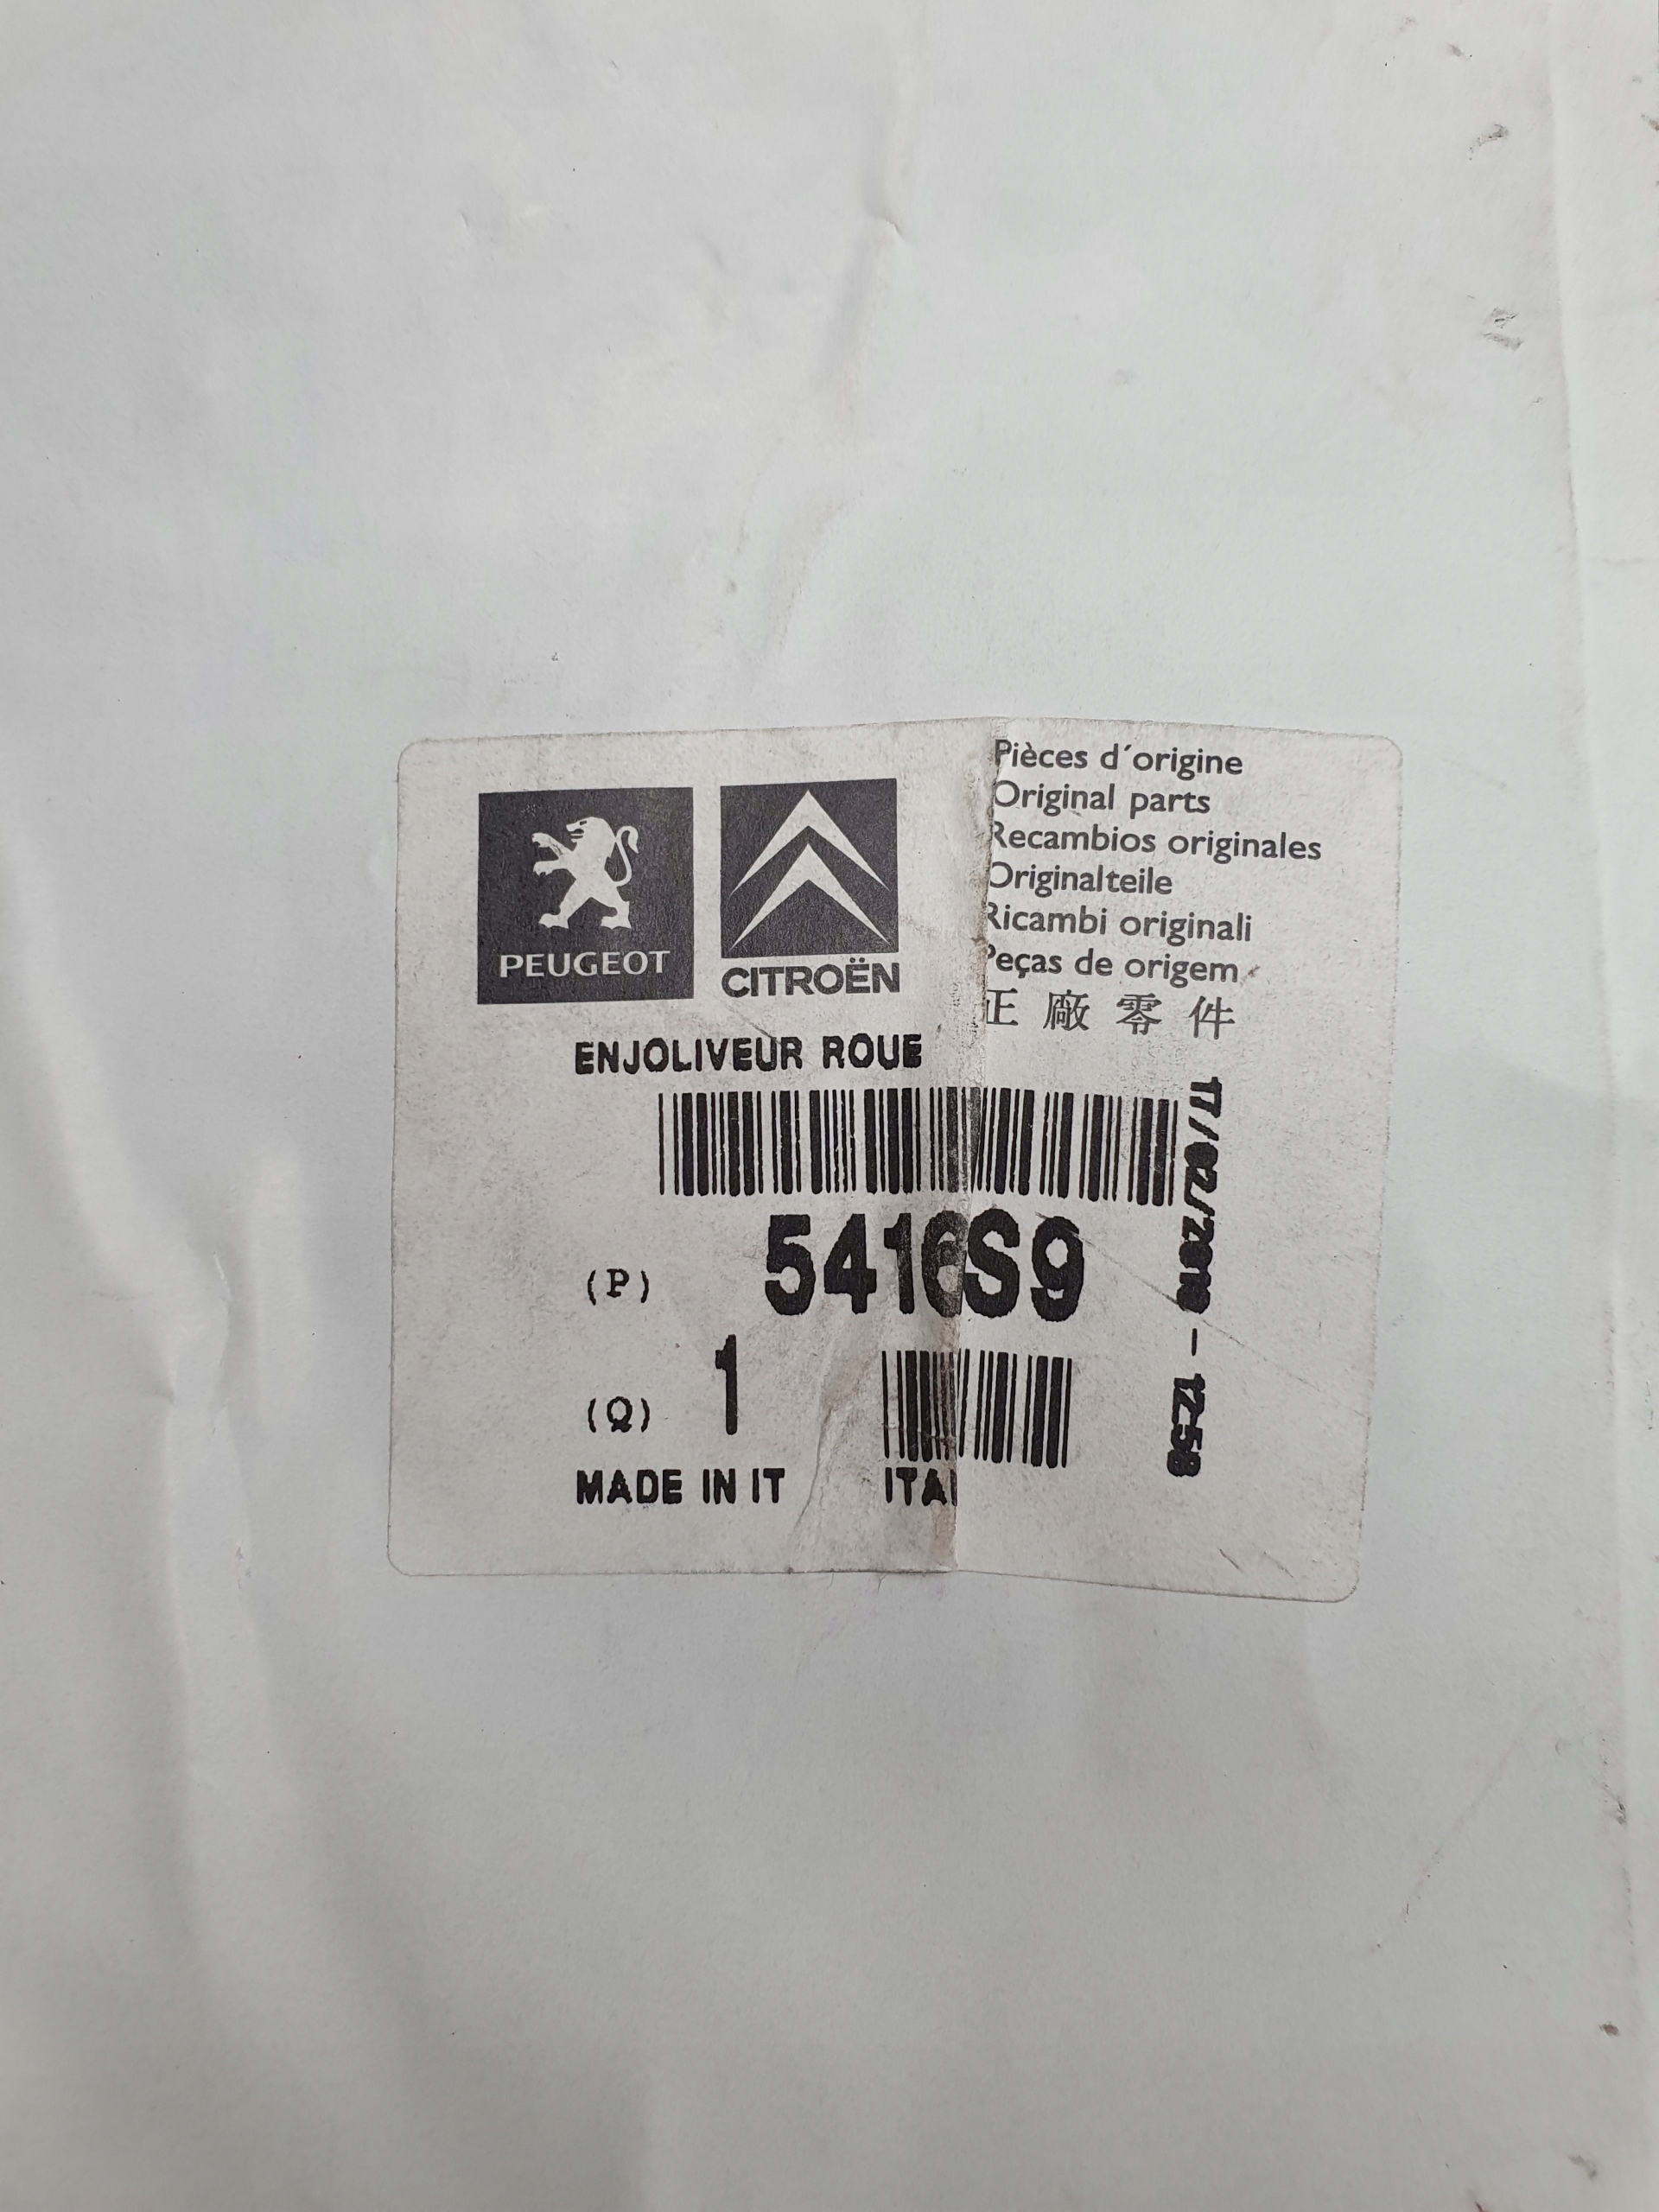 PEUGEOT
CITROËN
Pièces d´origine
Original parts
Recambios originales
Originalteile
Ricambi originali
Peças de origem
正廠零件
ENJOLIVEUR ROUE
(P) 5416S9
(Q) 1
MADE IN IT